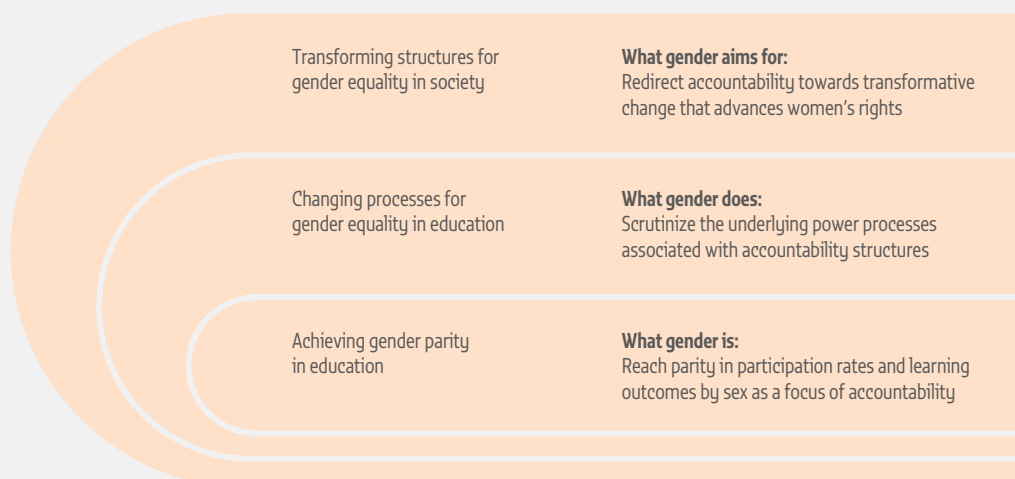 Transforming structures for
gender equality in society
What gender aims for:
Redirect accountability towards transformative
change that advances women's rights
Changing processes for
gender equality in education
What gender does:
Scrutinize the underlying power processes
associated with accountability structures
Achieving gender parity
in education
What gender is:
Reach parity in participation rates and learning
outcomes by sex as a focus of accountability